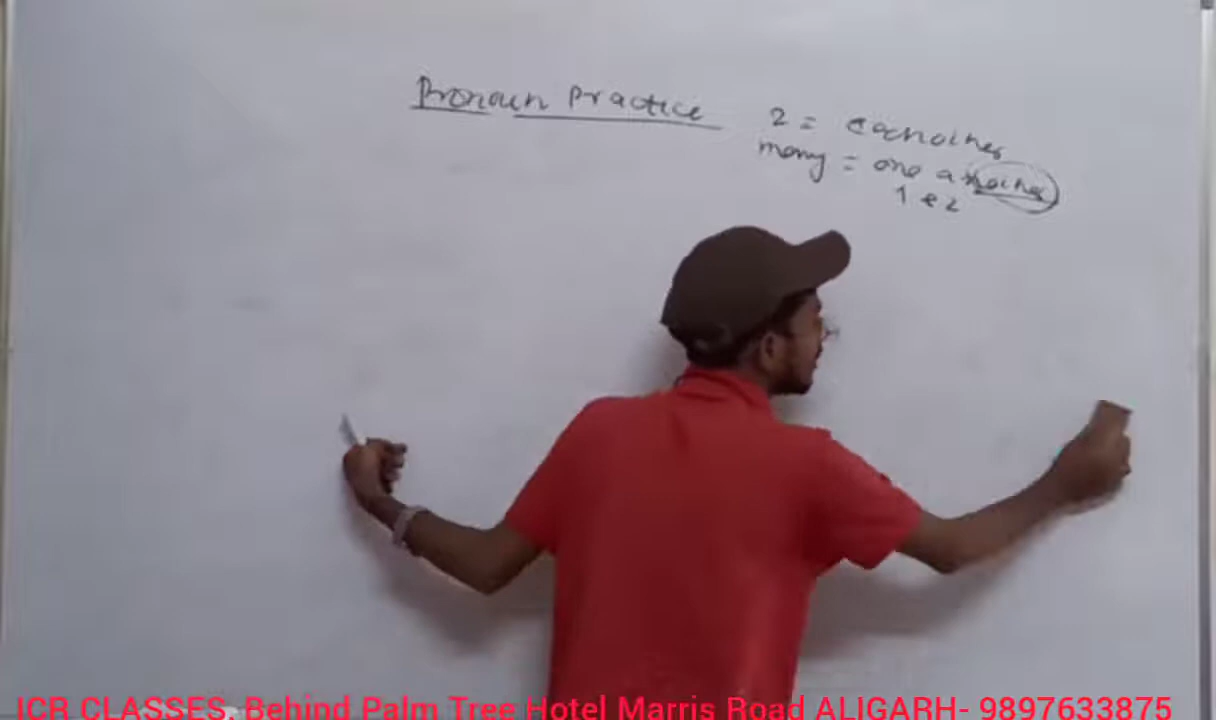 Pronoun Practice
2 = eachother
many = one another
1 2
ICR CLASSES, Behind Palm Tree Hotel Marris Road ALIGARH- 9897633875